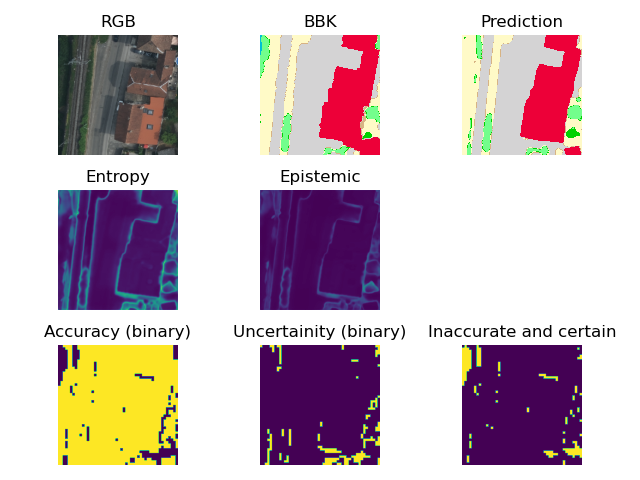 RGB
BBK
Prediction
Entropy
Epistemic
Accuracy (binary)
Uncertainity (binary)
Inaccurate and certain